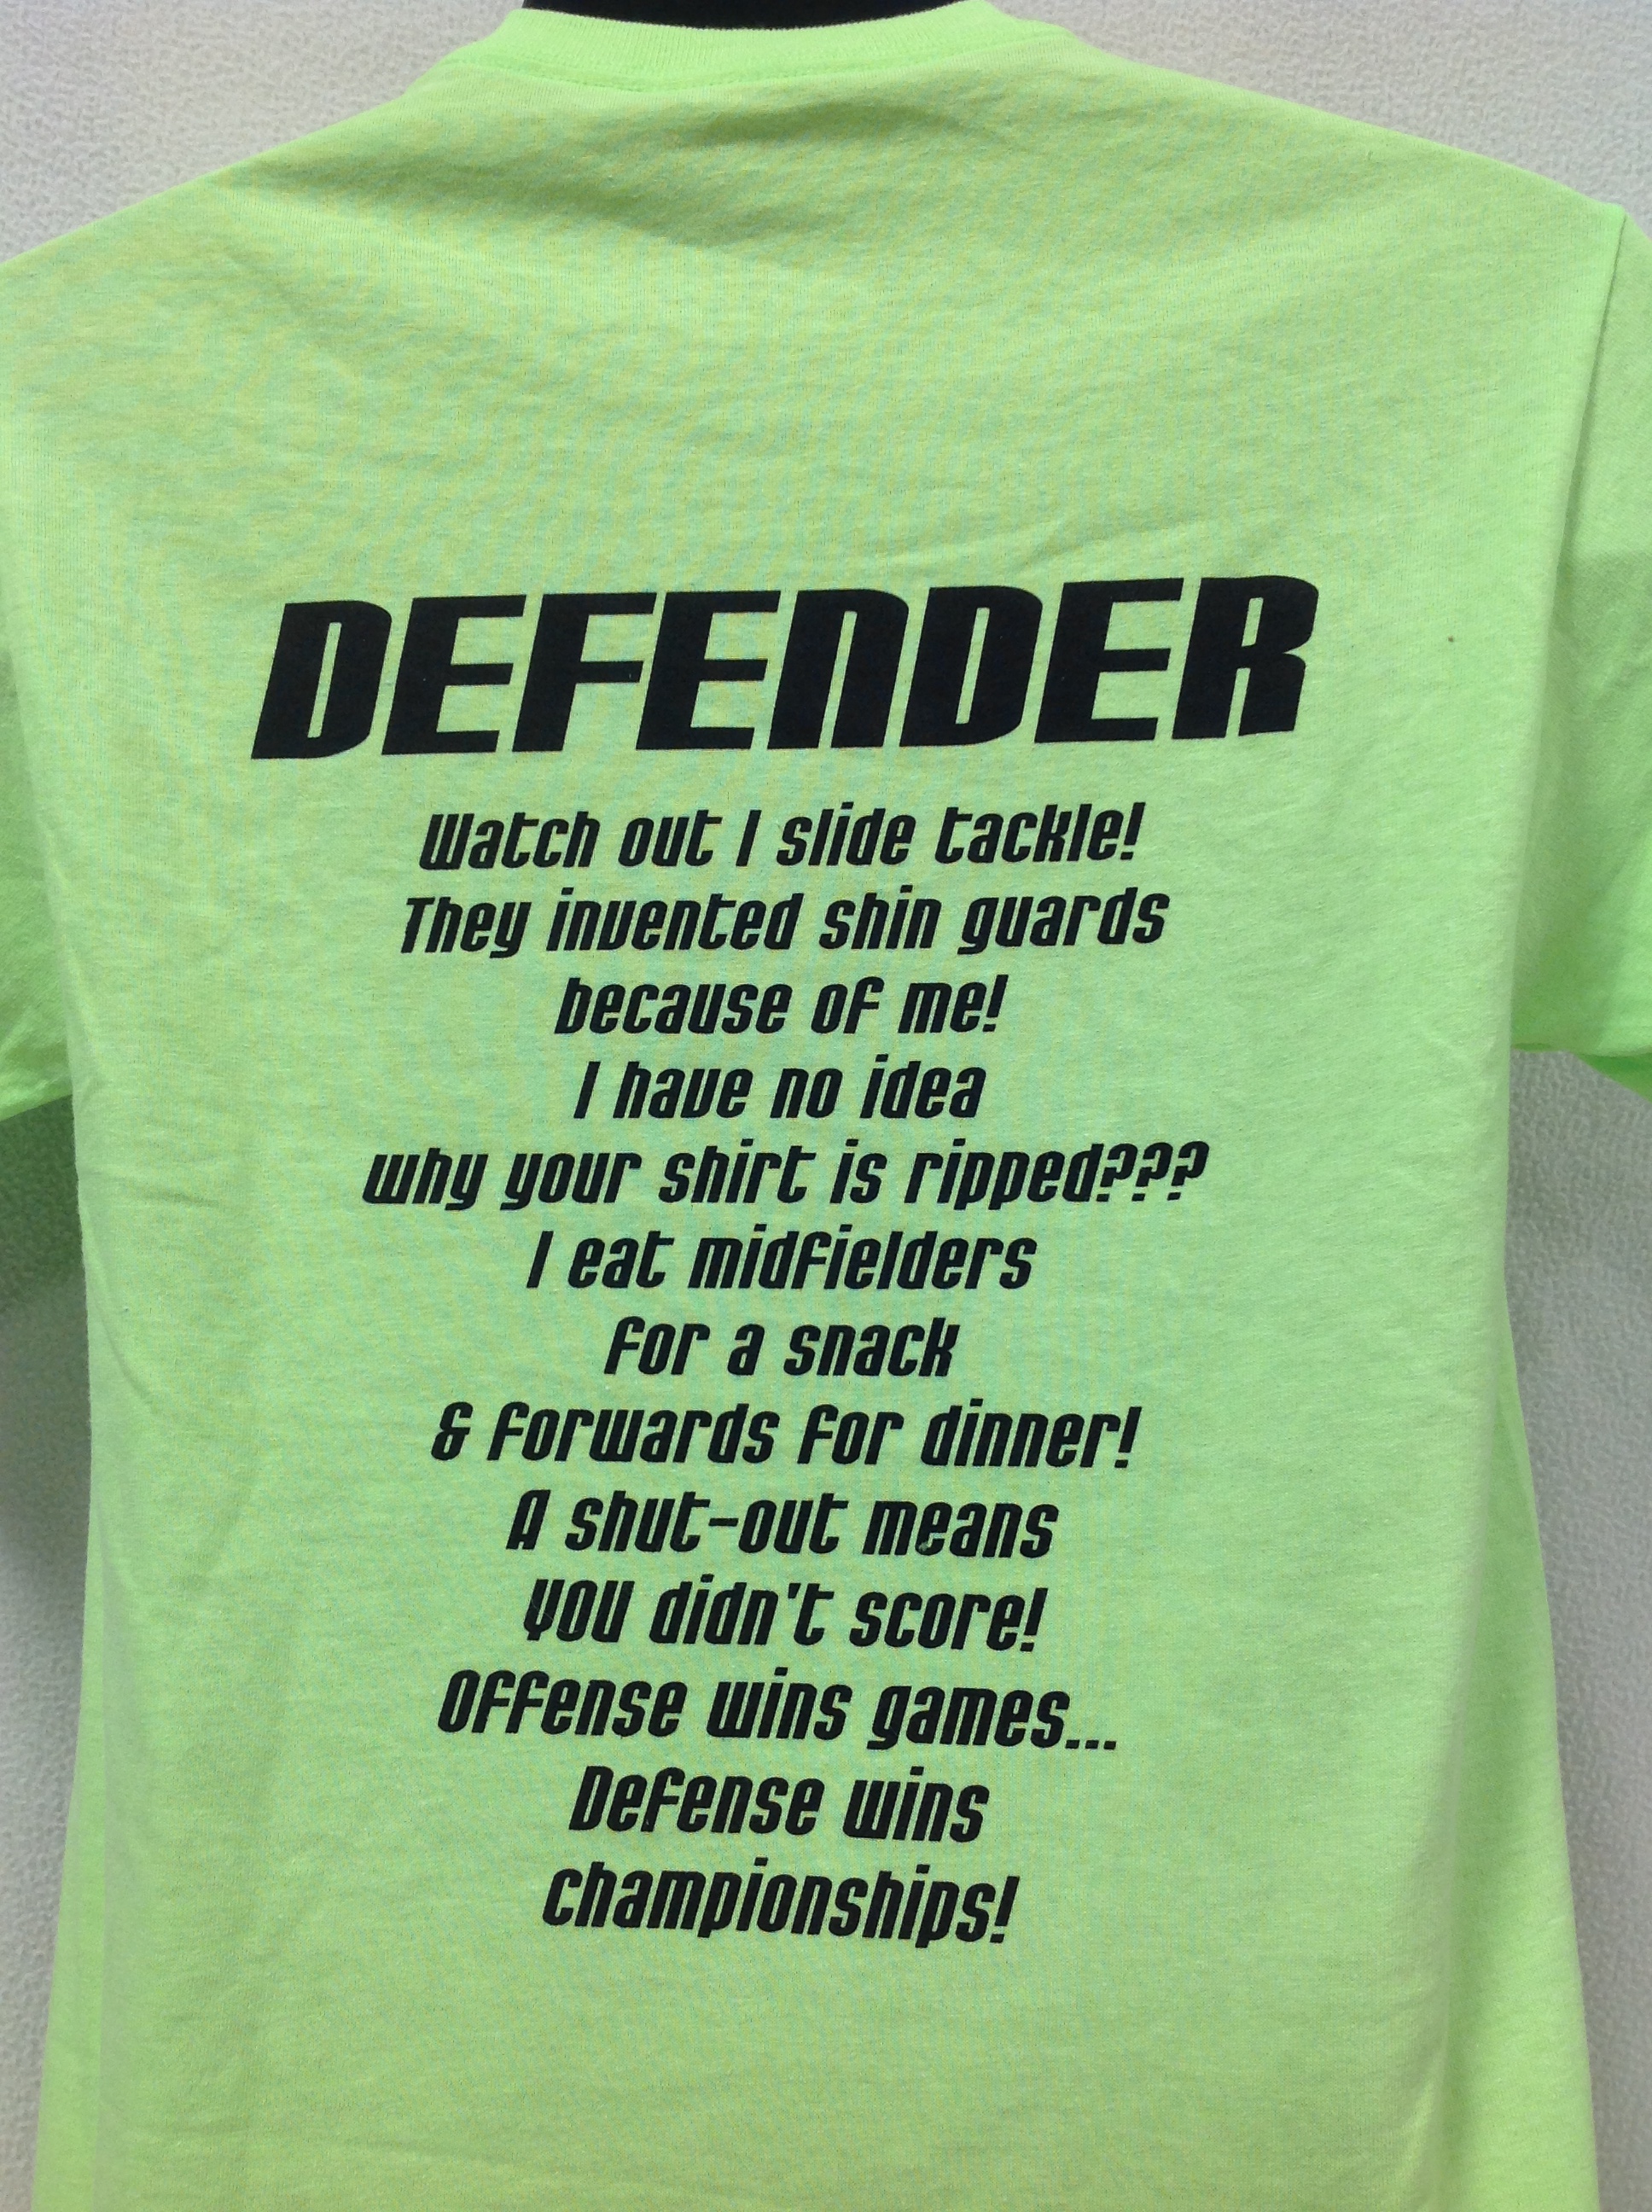 DEFENDER
Watch out I slide tackle!
They invented shin guards
because of me!
I have no idea
why your shirt is ripped???
I eat midfielders
for a snack
& forwards for dinner!
A shut-out means
YOU didn't score!
Offense wins games...
Defense wins
championships!